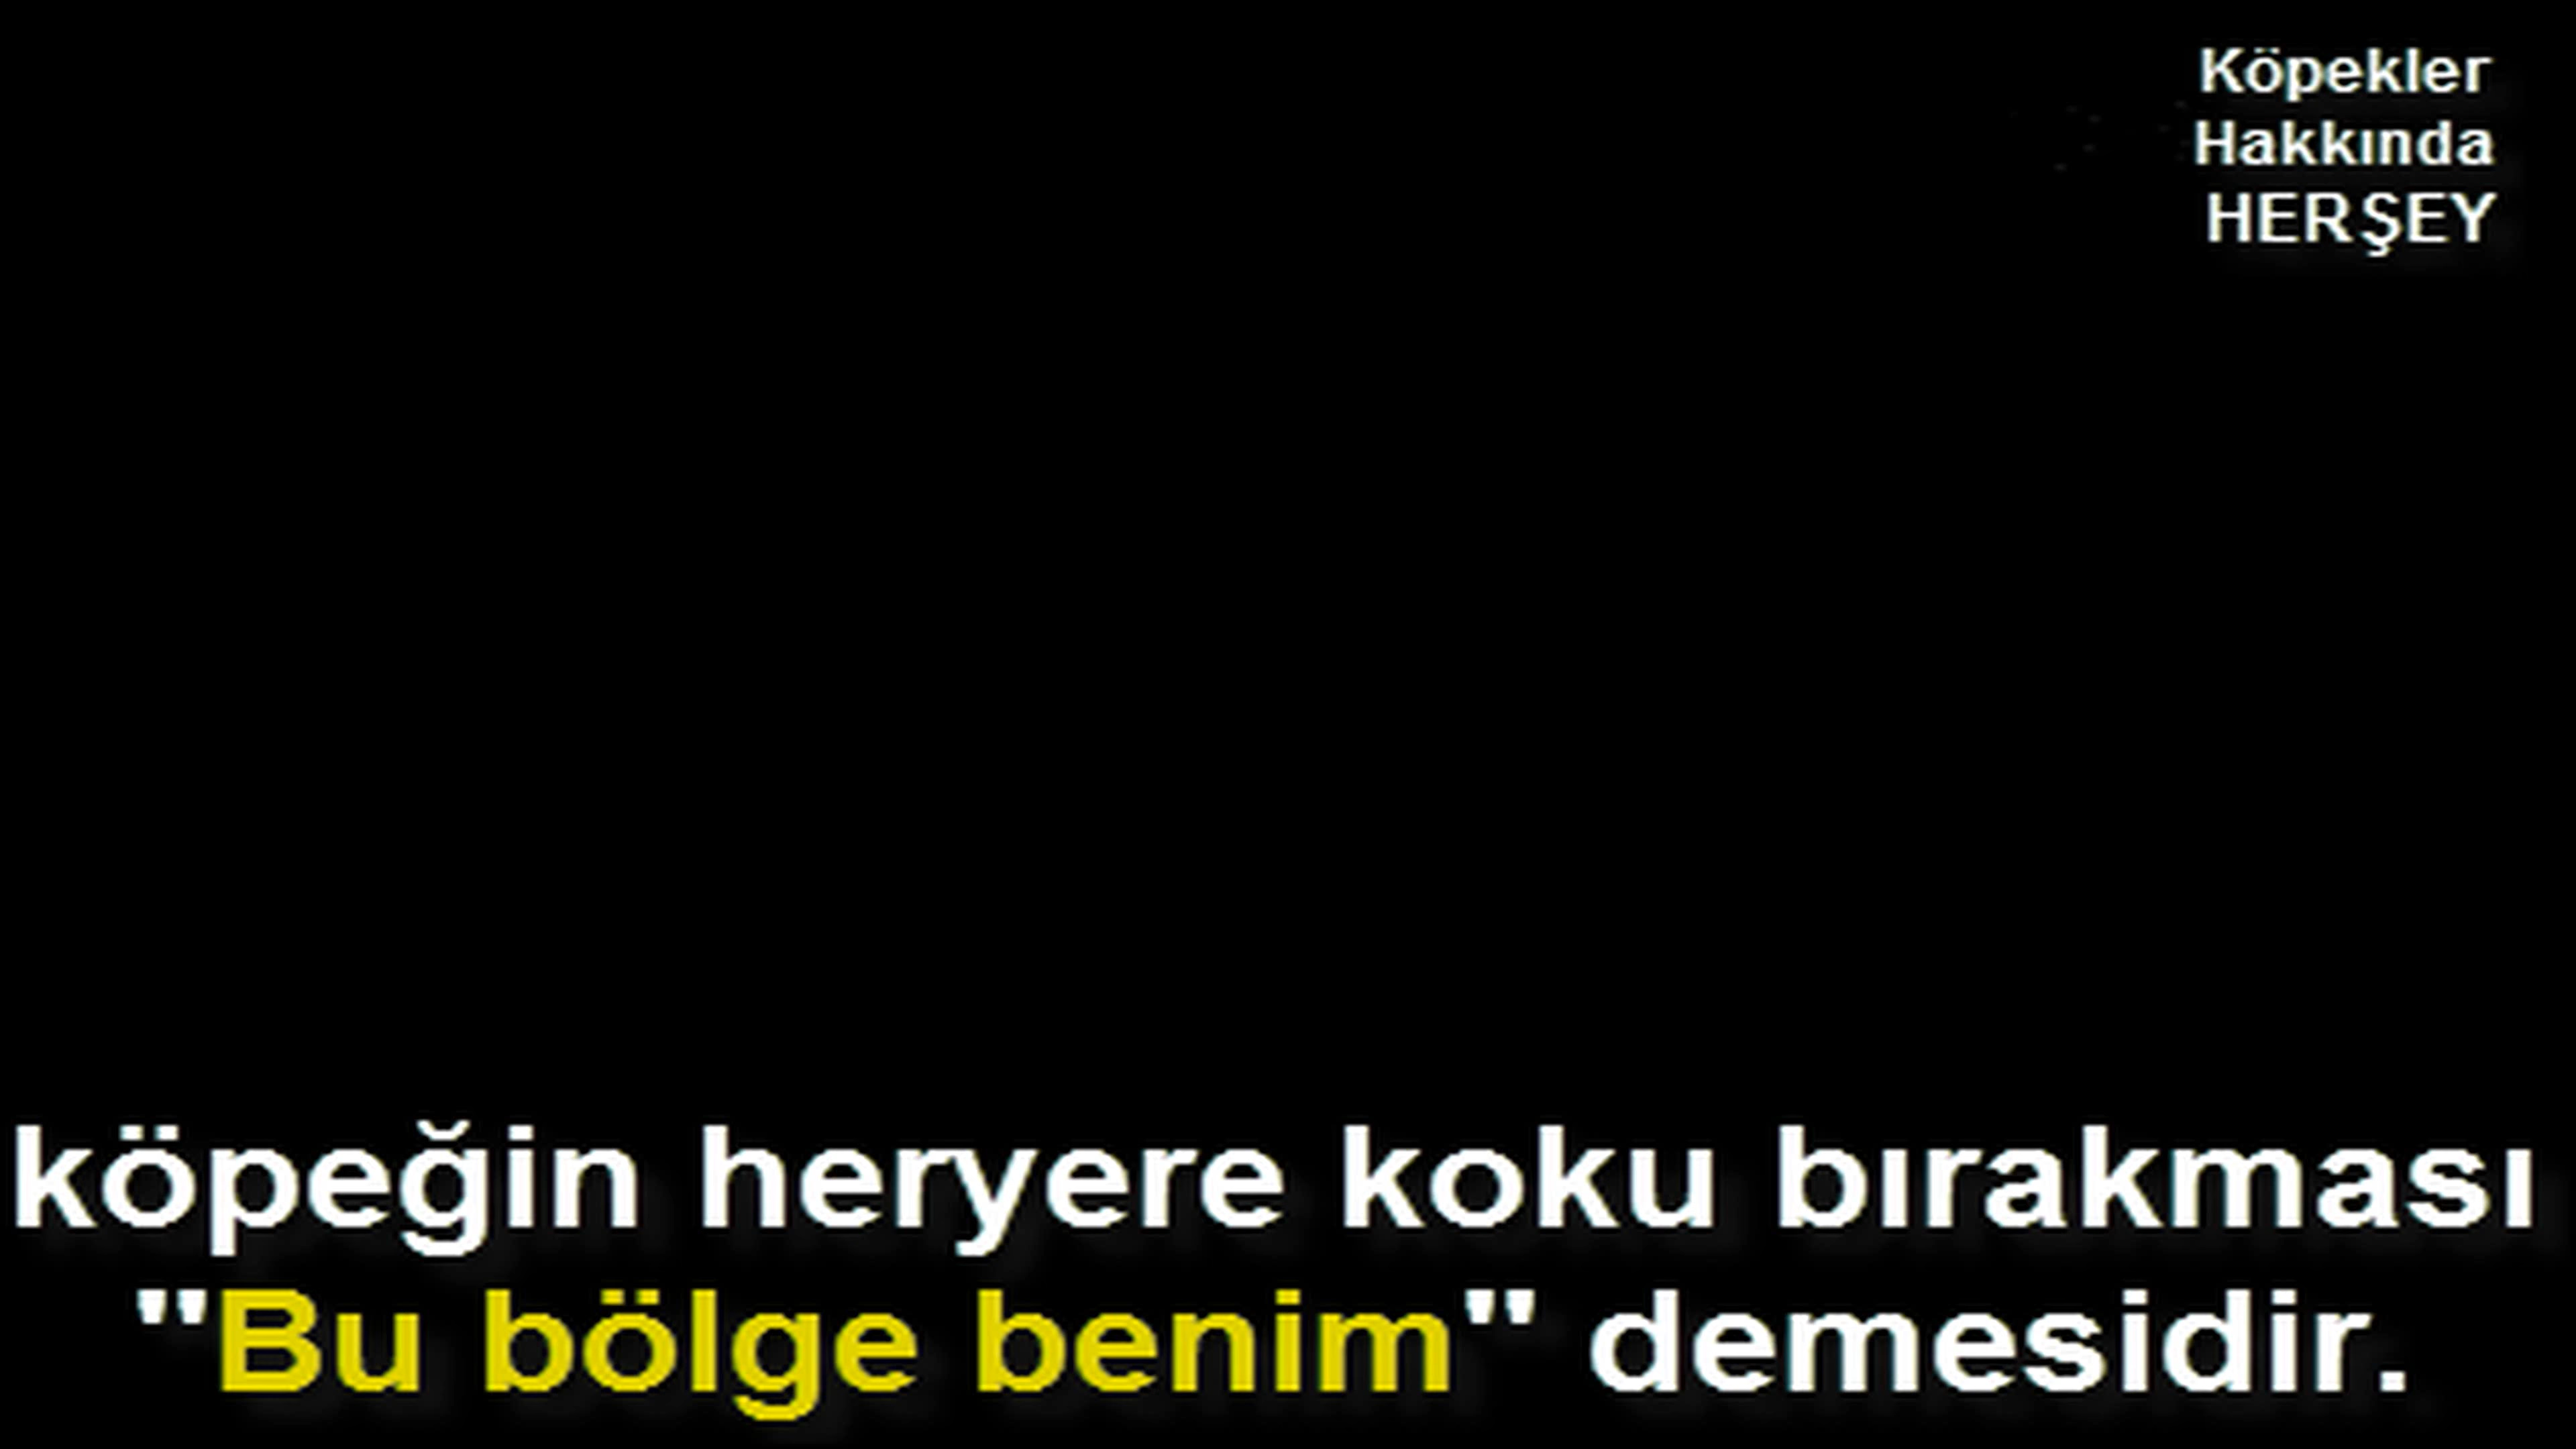 Köpekler
Hakkında
HERŞEY
köpeğin heryere koku bırakması
"Bu bölge benim" demesidir.